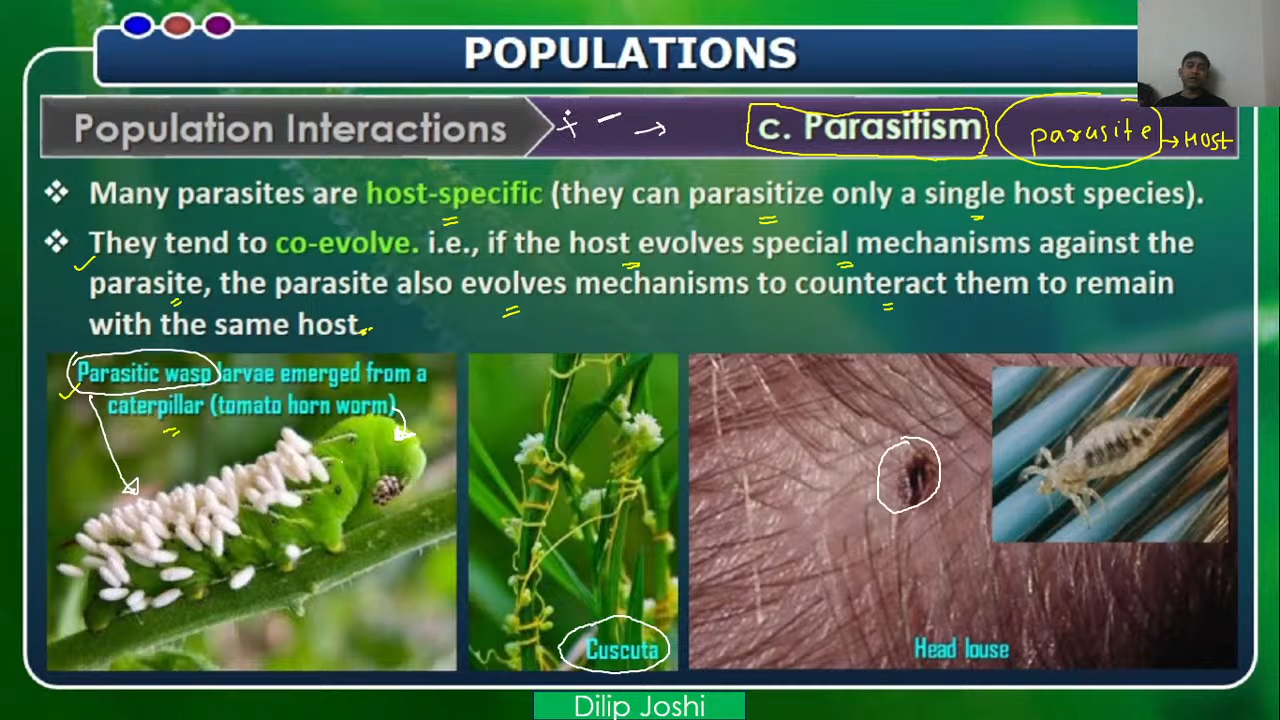 POPULATIONS
Population Interactions + - → c. Parasitism parasite → HOST
❖ Many parasites are host-specific (they can parasitize only a single host species).
❖ They tend to co-evolve. i.e., if the host evolves special mechanisms against the
parasite, the parasite also evolves mechanisms to counteract them to remain
with the same host.
Parasitic wasp larvae emerged from a
caterpillar (tomato horn worm)
Cuscuta
Head louse
Dilip Joshi